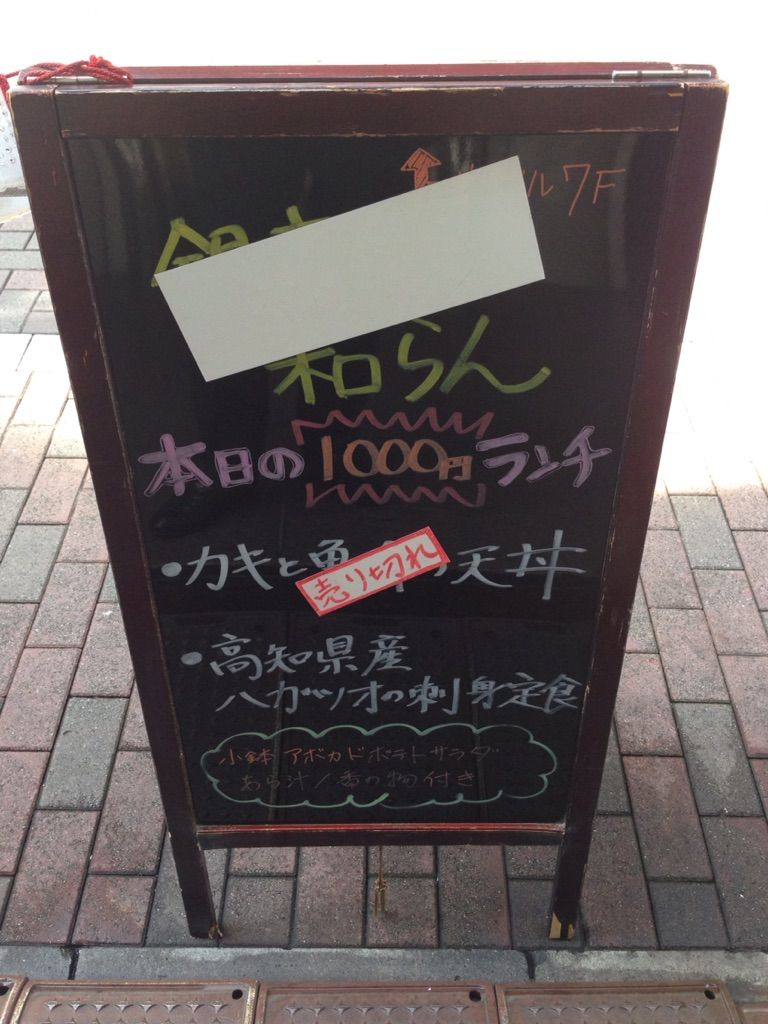 ル7F
和らん
本日の1000円ランチ
・カキと魚の天丼
売り切れ
・高知県産
ハガツオの刺身定食
小鉢 アボカドポテトサラダ
あら汁/香の物付き